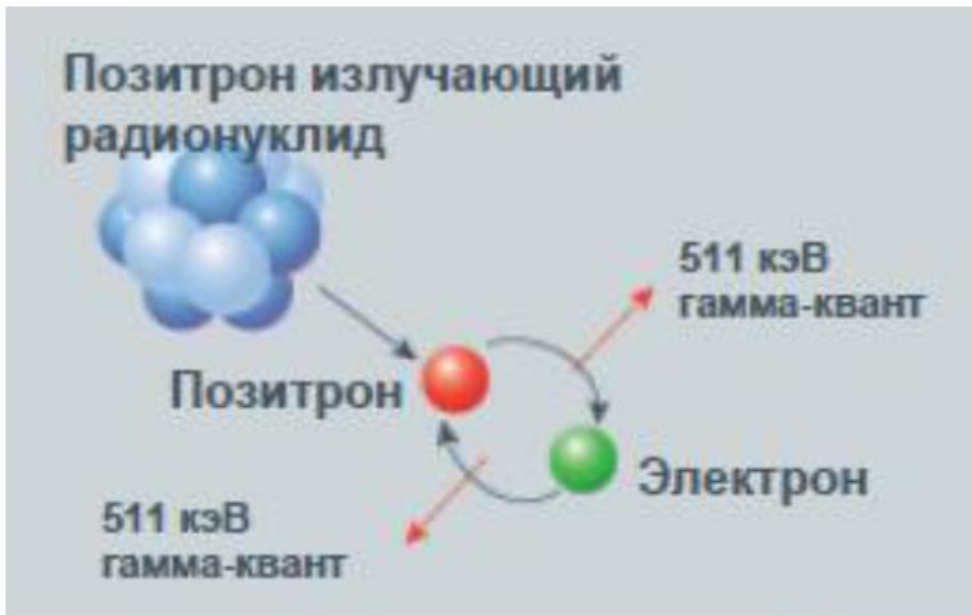 Позитрон излучающий
радионуклид
511 кэВ
гамма-квант
Позитрон
Электрон
511 кэВ
гамма-квант